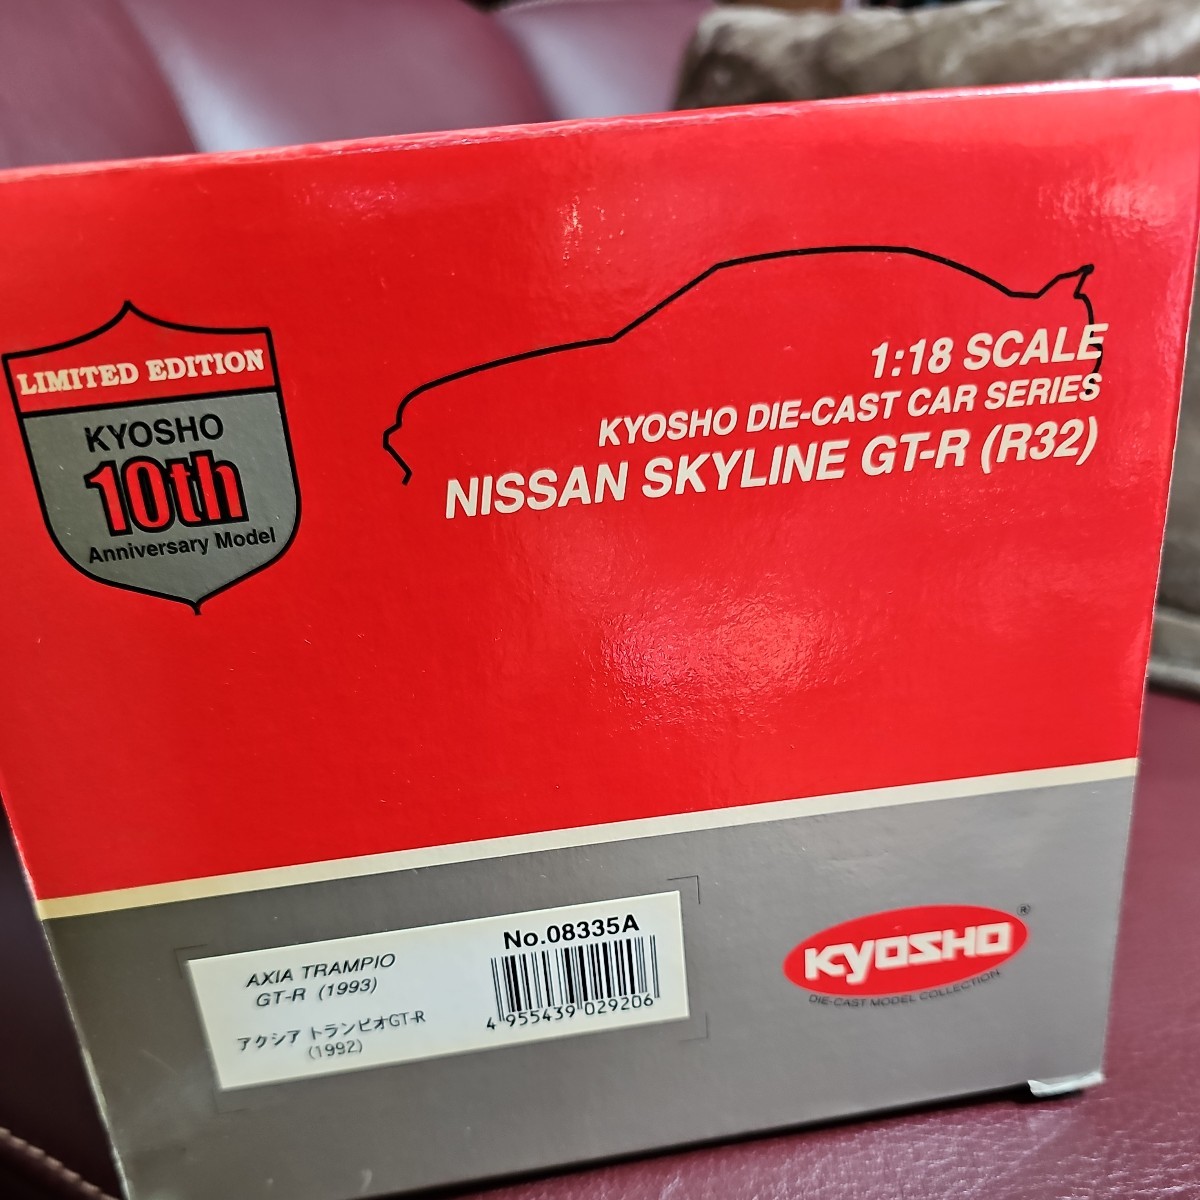 LIMITED EDITION
KYOSHO
10th
Anniversary Model
1:18 SCALE
KYOSHO DIE-CAST CAR SERIES
NISSAN SKYLINE GT-R (R32)
No.08335A
AXIA TRAMPIO
GT-R (1993)
アクシア トランピオGT-R
(1992)
4 955439 029206
KYOSHO ®
DIE-CAST MODEL COLLECTION